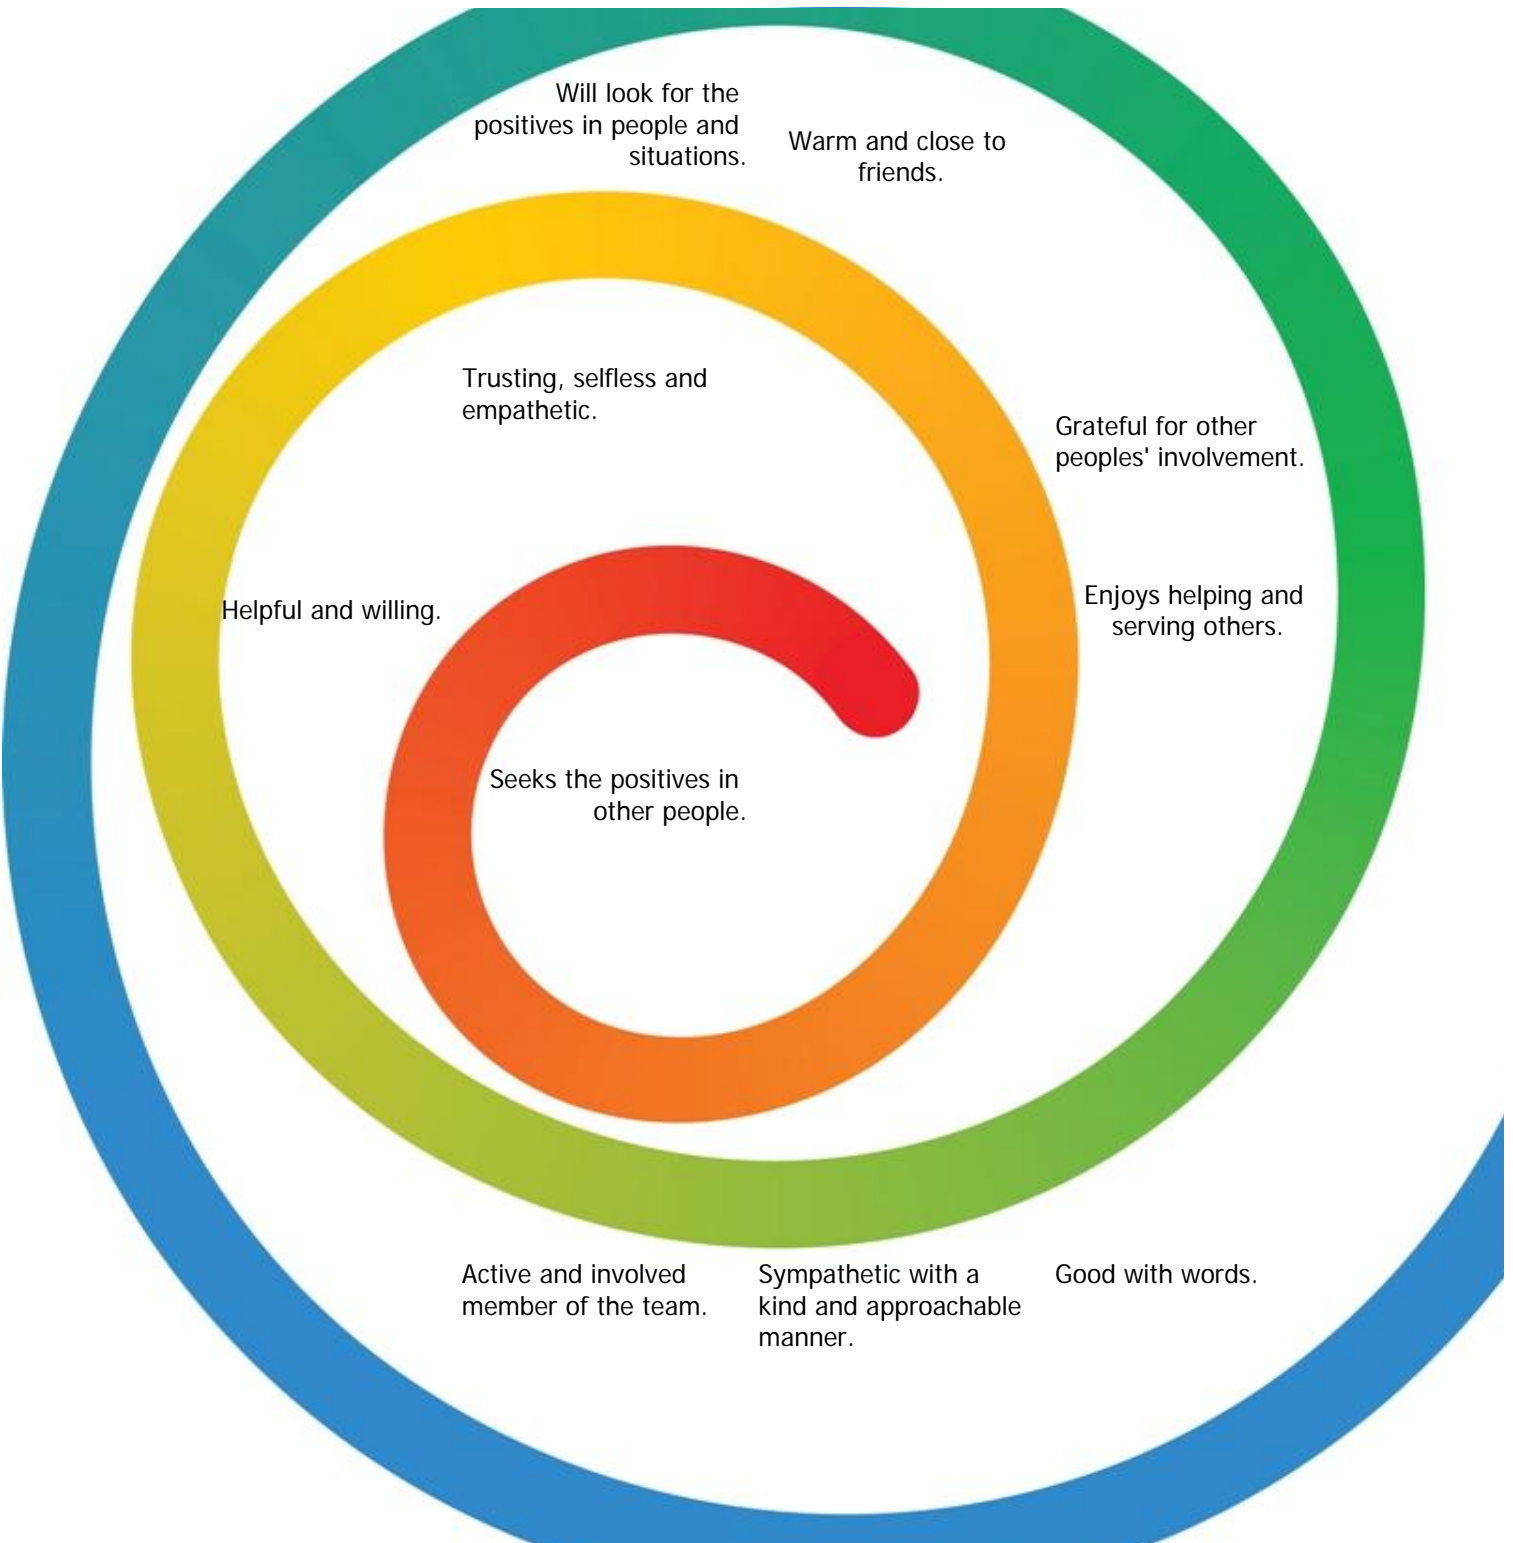 Will look for the
positives in people and
situations.
Warm and close to
friends.
Trusting, selfless and
empathetic.
Grateful for other
peoples' involvement.
Helpful and willing.
Enjoys helping and
serving others.
Seeks the positives in
other people.
Active and involved
member of the team.
Sympathetic with a
kind and approachable
manner.
Good with words.